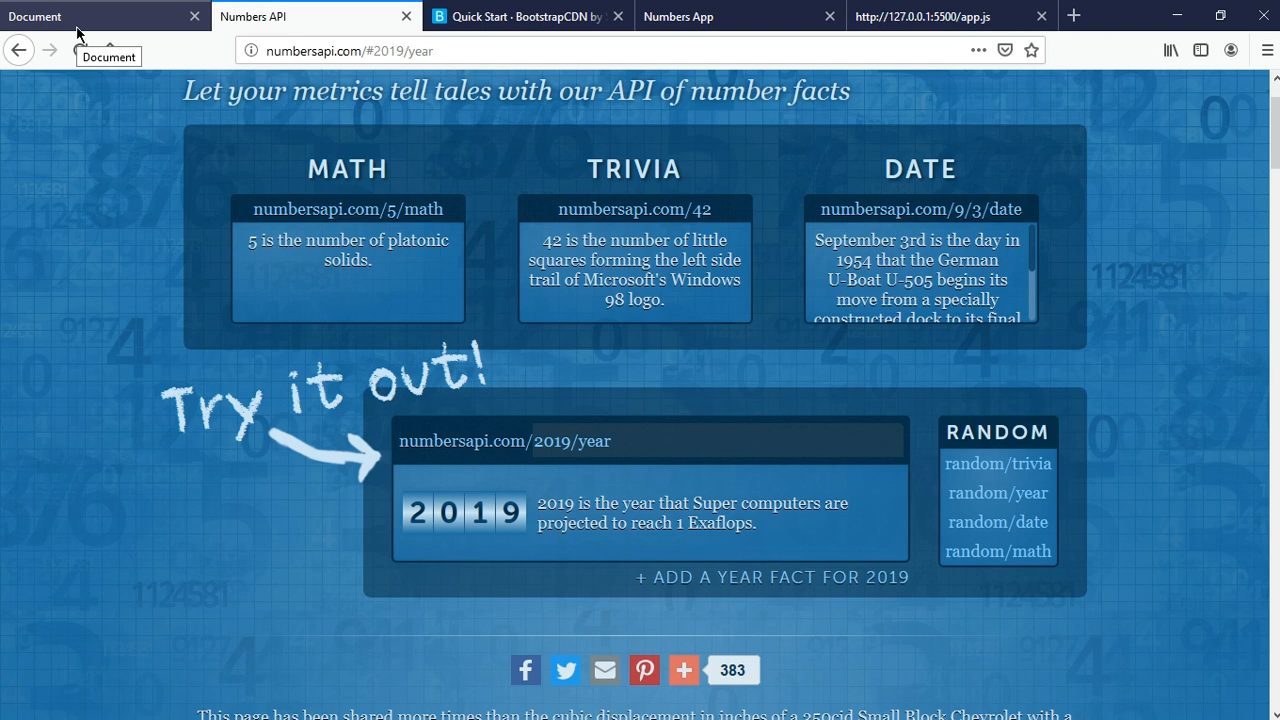 Document
Numbers API
B Quick Start · BootstrapCDN by
Numbers App
http://127.0.0.1:5500/app.js
Document
numbersapi.com/#2019/year
Let your metrics tell tales with our API of number facts
MATH
numbersapi.com/5/math
5 is the number of platonic
solids.
TRIVIA
numbersapi.com/42
42 is the number of little
squares forming the left side
trail of Microsoft's Windows
98 logo.
DATE
numbersapi.com/9/3/date
September 3rd is the day in
1954 that the German
U-Boat U-505 begins its
move from a specially
constructed dock to its final
Try it out!
numbersapi.com/2019/year
2019
2019 is the year that Super computers are
projected to reach 1 Exaflops.
+ ADD A YEAR FACT FOR 2019
RANDOM
random/trivia
random/year
random/date
random/math
383
This page has been shared more times than the cubic displacement in inches of a 350cid Small Block Chevrolet with a